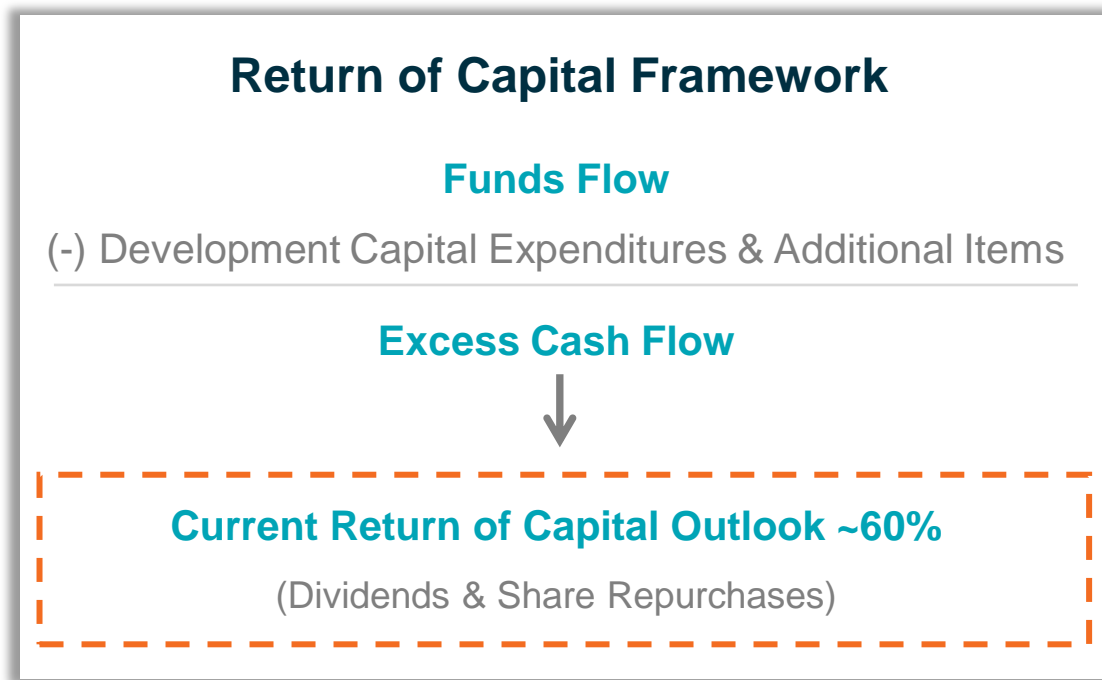 Return of Capital Framework
Funds Flow
(-) Development Capital Expenditures & Additional Items
Excess Cash Flow
Current Return of Capital Outlook ~60%
(Dividends & Share Repurchases)